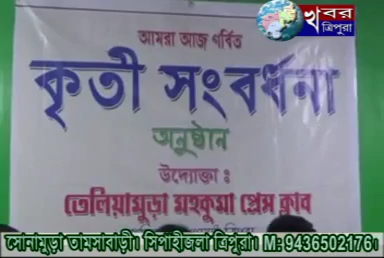 খবর
ত্রিপুরা
আমরা আজ গর্বিত
কৃতী সংবর্ধনা
অনুষ্ঠান
উদ্যোক্তা ঃ
তেলিয়ামুড়া মহকুমা প্রেস ক্লাব
সোনামুড়া তামসাবাড়ী। সিপাহীজলা ত্রিপুরা। M: 9436502176।